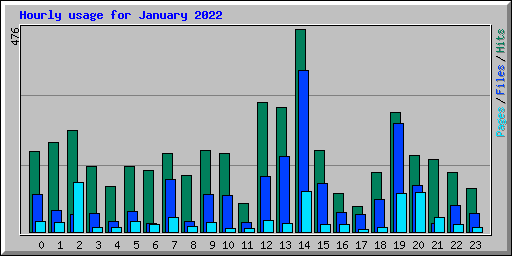 Hourly usage for January 2022
476
Pages / Files / Hits
0 1 2 3 4 5 6 7 8 9 10 11 12 13 14 15 16 17 18 19 20 21 22 23